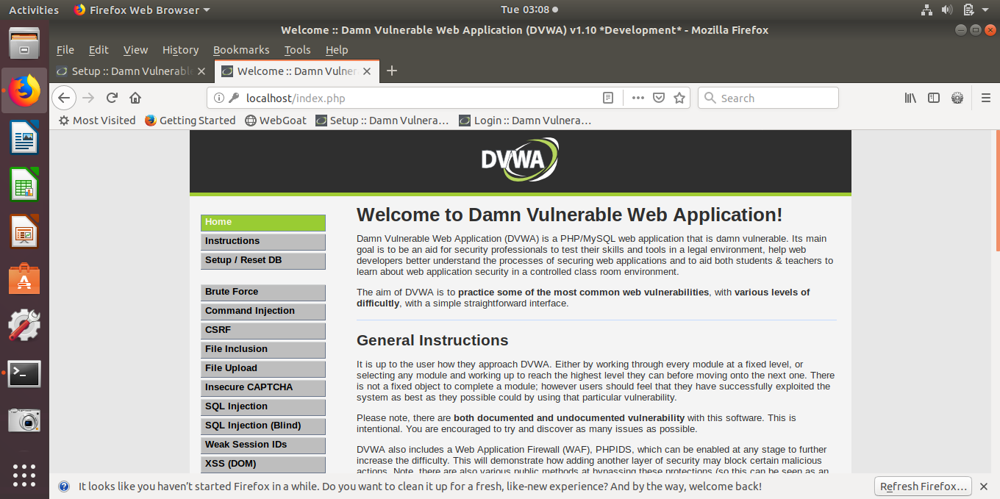 Activities
Firefox Web Browser
Tue 03:08
Welcome :: Damn Vulnerable Web Application (DVWA) v1.10 *Development* - Mozilla Firefox
File Edit View History Bookmarks Tools Help
Setup :: Damn Vulnerable
Welcome :: Damn Vulner
localhost/index.php
Search
Most Visited
Getting Started
WebGoat
Setup :: Damn Vulnera…
Login :: Damn Vulnera…
DVWA
Home
Instructions
Setup / Reset DB
Brute Force
Command Injection
CSRF
File Inclusion
File Upload
Insecure CAPTCHA
SQL Injection
SQL Injection (Blind)
Weak Session IDs
XSS (DOM)
Welcome to Damn Vulnerable Web Application!
Damn Vulnerable Web Application (DVWA) is a PHP/MySQL web application that is damn vulnerable. Its main
goal is to be an aid for security professionals to test their skills and tools in a legal environment, help web
developers better understand the processes of securing web applications and to aid both students & teachers to
learn about web application security in a controlled class room environment.
The aim of DVWA is to practice some of the most common web vulnerabilities, with various levels of
difficultly, with a simple straightforward interface.
General Instructions
It is up to the user how they approach DVWA. Either by working through every module at a fixed level, or
selecting any module and working up to reach the highest level they can before moving onto the next one. There
is not a fixed object to complete a module; however users should feel that they have successfully exploited the
system as best as they possible could by using that particular vulnerability.
Please note, there are both documented and undocumented vulnerability with this software. This is
intentional. You are encouraged to try and discover as many issues as possible.
DVWA also includes a Web Application Firewall (WAF), PHPIDS, which can be enabled at any stage to further
increase the difficulty. This will demonstrate how adding another layer of security may block certain malicious
actions. Note, there are also various public methods at bypassing these protections (so this can be seen as an
It looks like you haven't started Firefox in a while. Do you want to clean it up for a fresh, like-new experience? And by the way, welcome back!
Refresh Firefox…